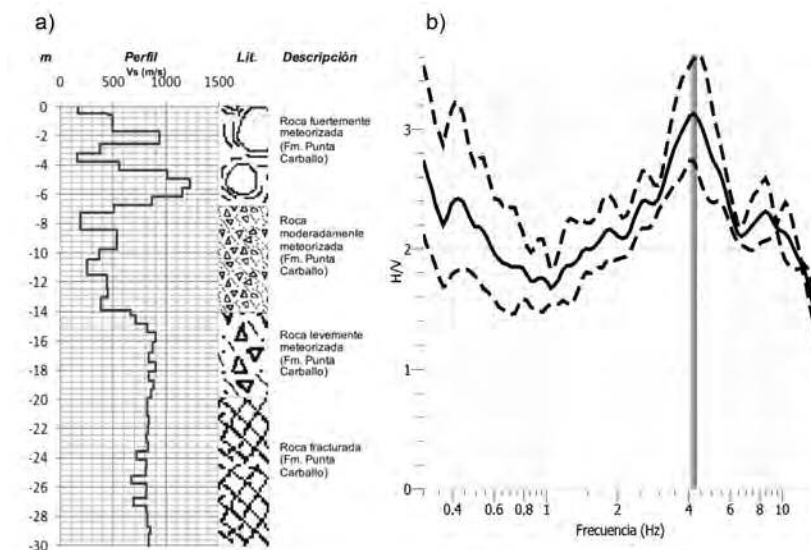 a)
m
Perfil
Lit.
Descripción
Vs (m/s)
0
500
1000
1500
0
-2
-4
-6
-8
-10
-12
-14
-16
-18
-20
-21
-24
-26
-28
-30
Roca fuertemente
meteorizada
(Fm. Punta
Carballo)
Roca
moderadamente
meteorizada
(Fm. Punta
Carballo)
Roca levemente
meteorizada
(Fm. Punta
Carballo)
Roca fracturada
(Fm. Punta
Carballo)
b)
H/V
3
2
1
0
0.4
0.6
0.8
1
2
4
6
8
10
Frecuencia (Hz)